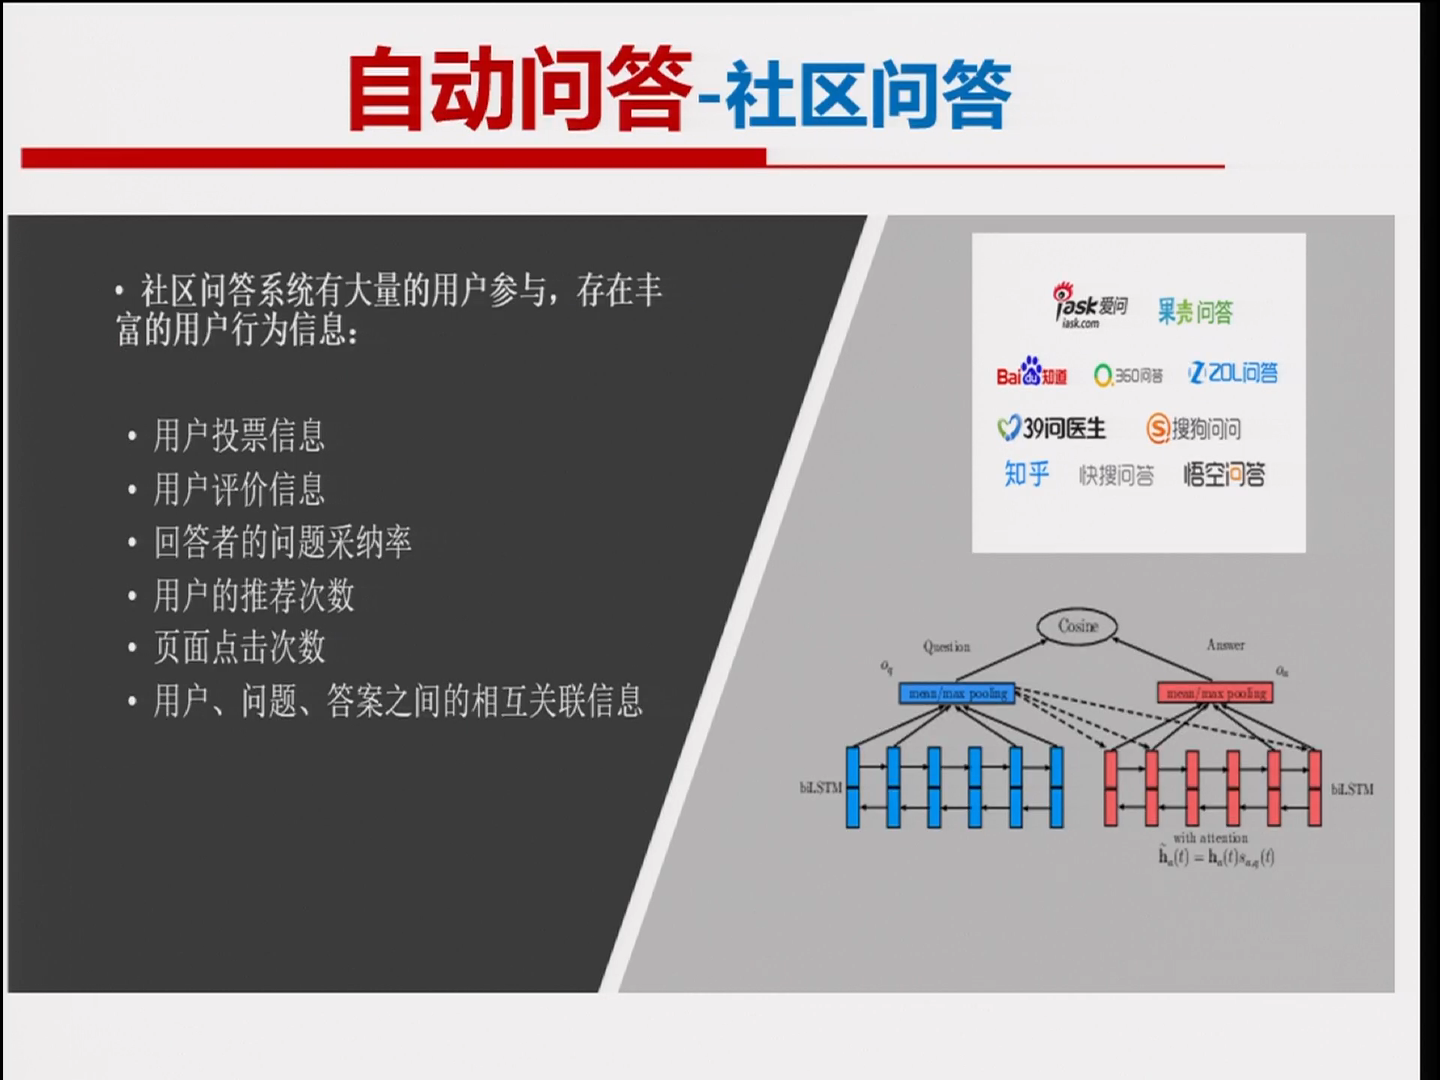 自动问答-社区问答
• 社区问答系统有大量的用户参与，存在丰
富的用户行为信息：
• 用户投票信息
• 用户评价信息
• 回答者的问题采纳率
• 用户的推荐次数
• 页面点击次数
• 用户、问题、答案之间的相互关联信息
iask爱问
iask.com
果壳问答
Bai du 知道
360问答
ZOL问答
39问医生
S搜狗问问
知乎
快搜问答
悟空问答
Cosine
Question
Answer
o_q
o_a
mean/max pooling
mean/max pooling
biLSTM
biLSTM
with attention
h̃_a(t) = h_a(t)s_{a,q}(t)